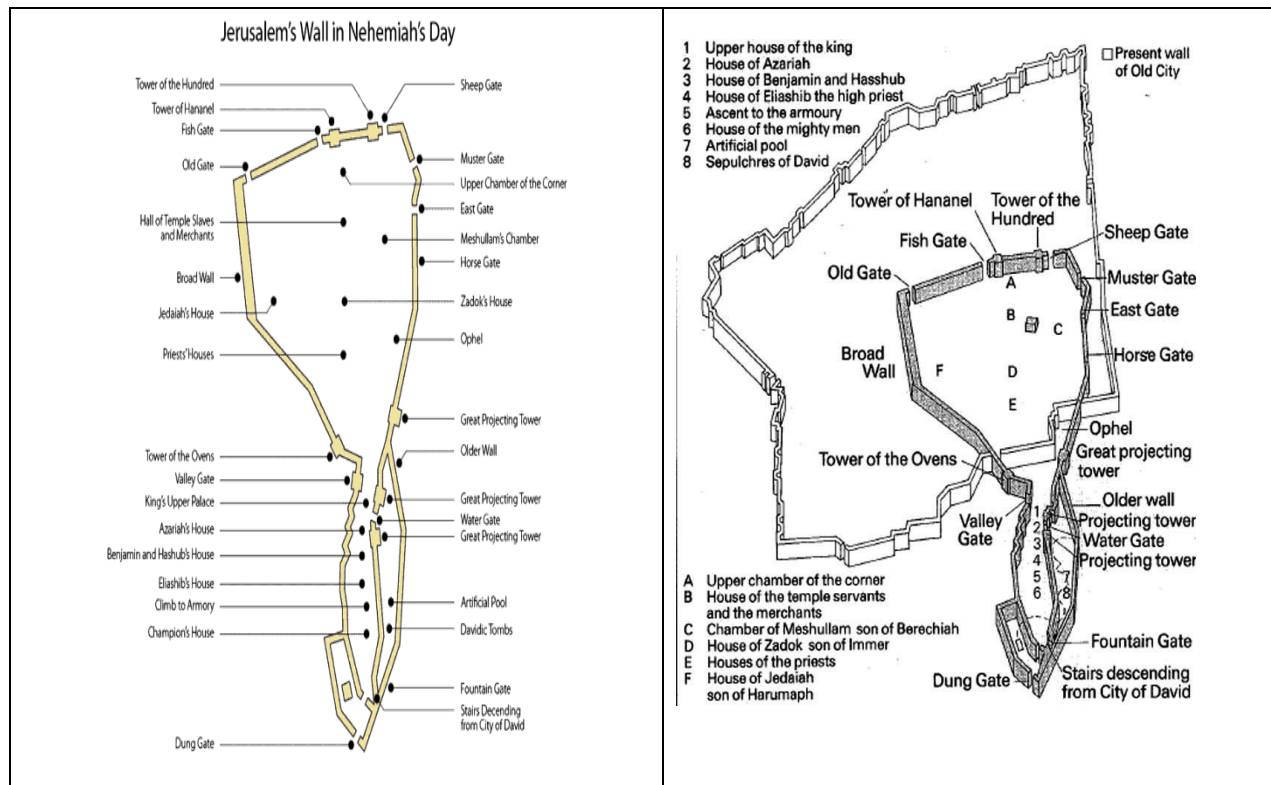 Jerusalem's Wall in Nehemiah's Day
Tower of the Hundred
Tower of Hananel
Fish Gate
Old Gate
Hall of Temple Slaves
and Merchants
Broad Wall
Jedaiah's House
Priests' Houses
Tower of the Ovens
Valley Gate
King's Upper Palace
Azariah's House
Benjamin and Hashub's House
Eliashib's House
Climb to Armory
Champion's House
Dung Gate
Sheep Gate
Muster Gate
Upper Chamber of the Corner
East Gate
Meshullam's Chamber
Horse Gate
Zadok's House
Ophel
Great Projecting Tower
Older Wall
Great Projecting Tower
Water Gate
Great Projecting Tower
Artificial Pool
Davidic Tombs
Fountain Gate
Stairs Decending
from City of David
1 Upper house of the king
2 House of Azariah
3 House of Benjamin and Hasshub
4 House of Eliashib the high priest
5 Ascent to the armoury
6 House of the mighty men
7 Artificial pool
8 Sepulchres of David
Present wall
of Old City
Tower of Hananel
Tower of the
Hundred
Fish Gate
Sheep Gate
Old Gate
Muster Gate
A
East Gate
B
C
Horse Gate
Broad
Wall
F
D
E
Ophel
Tower of the Ovens
Great projecting
tower
Older wall
Valley
Gate
1
Projecting tower
2
Water Gate
3
Projecting tower
4
5
7
6
8
A Upper chamber of the corner
B House of the temple servants
and the merchants
C Chamber of Meshullam son of Berechiah
D House of Zadok son of Immer
E Houses of the priests
F House of Jedaiah
son of Harumaph
Fountain Gate
Dung Gate
Stairs descending
from City of David